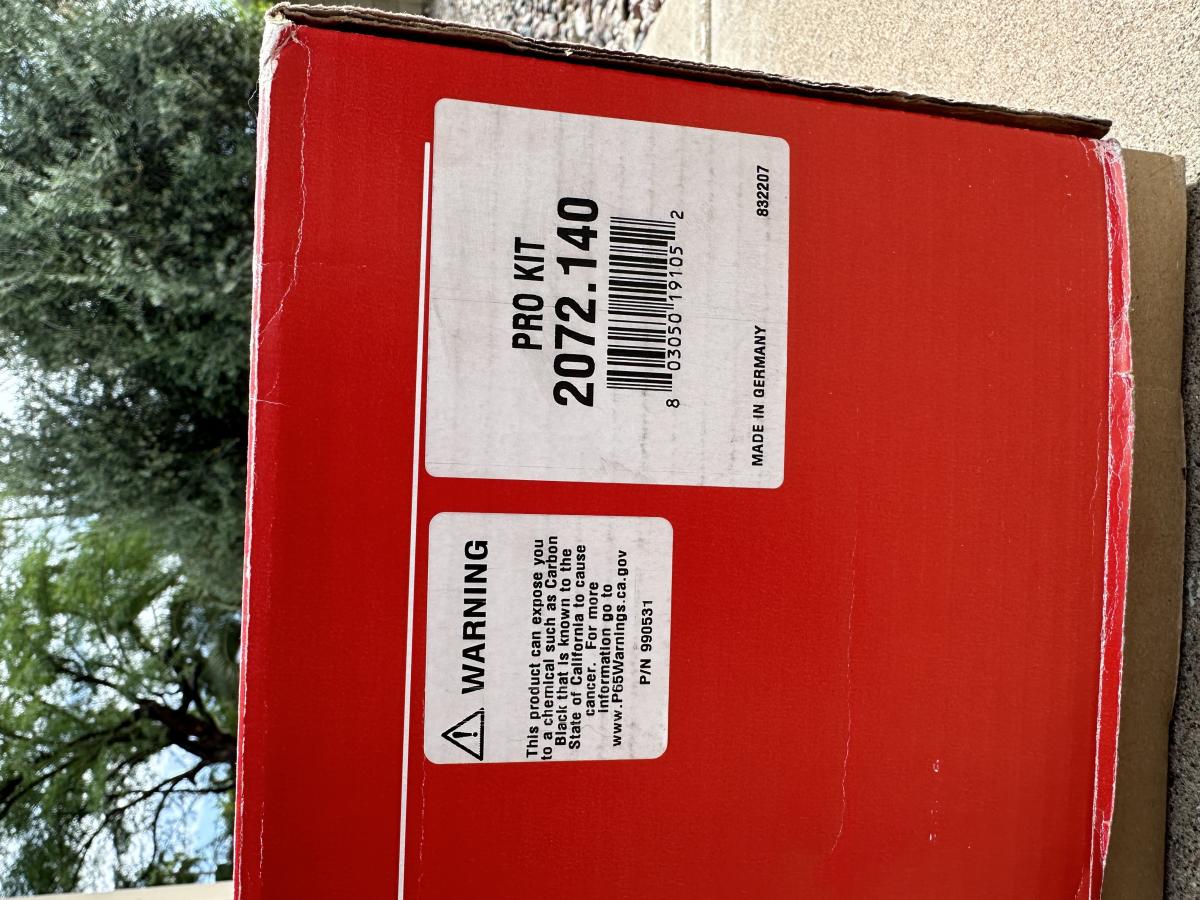 PRO KIT
2072.140
8 03050 19105 2
MADE IN GERMANY
832207
WARNING
This product can expose you
to a chemical such as Carbon
Black that is known to the
State of California to cause
cancer. For more
information go to
www.P65Warnings.ca.gov
P/N 990531